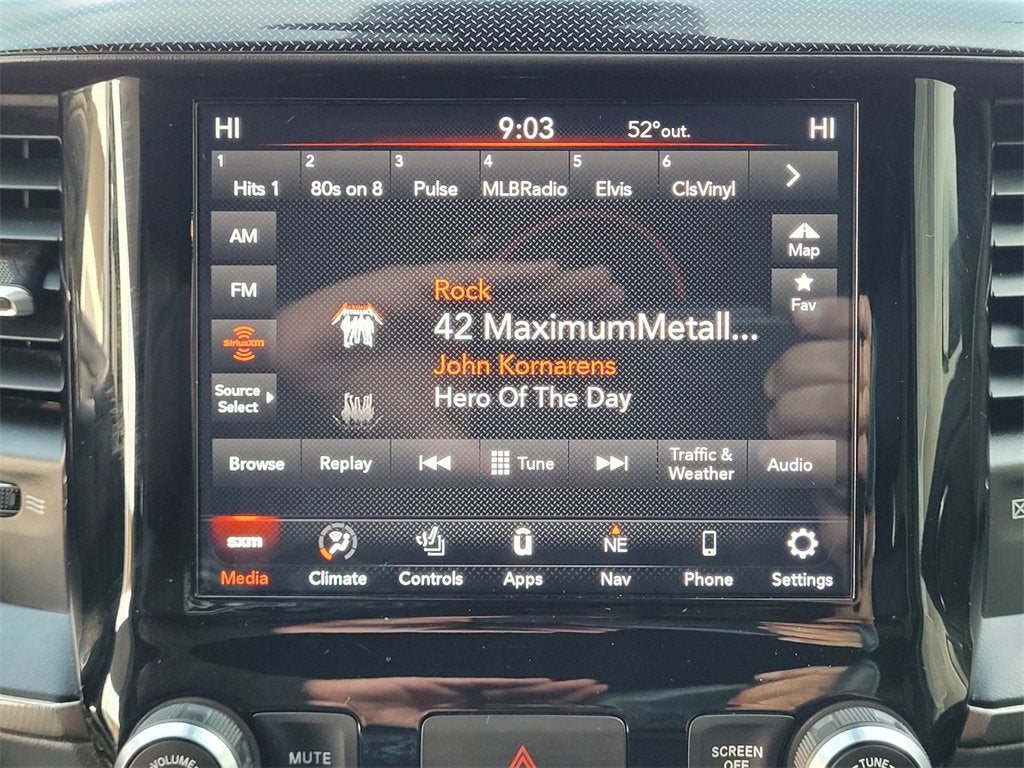 HI 9:03 52°out. HI
1 2 3 4 5 6
Hits 1 80s on 8 Pulse MLBRadio Elvis ClsVinyl
AM
Map
FM
Fav
Rock
42 MaximumMetall...
SiriusXM
John Kornarens
Source
Select
Hero Of The Day
Browse Replay Tune Traffic &
Weather Audio
sxm NE
Media Climate Controls Apps Nav Phone Settings
VOLUME MUTE SCREEN
OFF TUNE